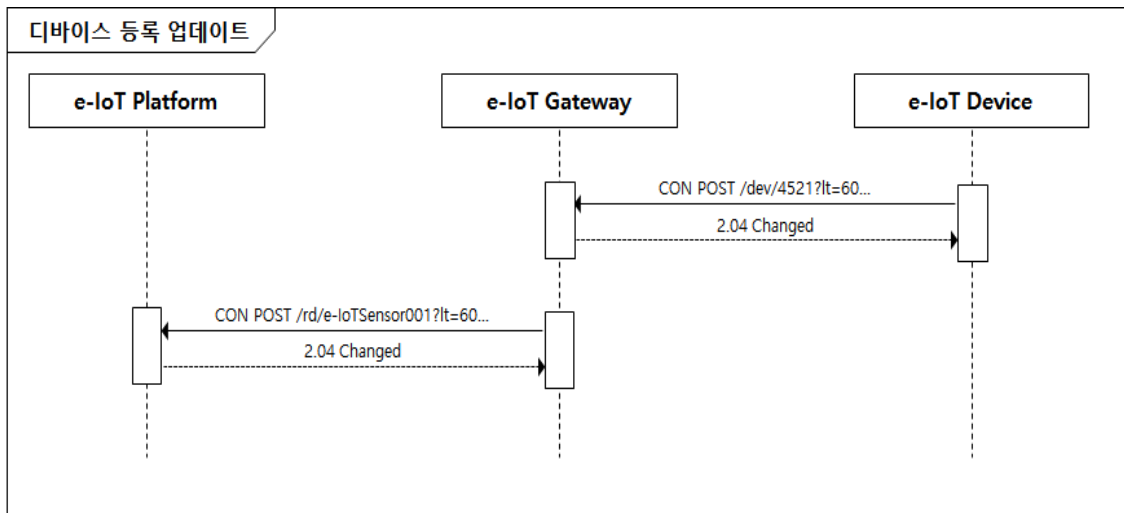 디바이스 등록 업데이트
e-IoT Platform
e-IoT Gateway
e-IoT Device
CON POST /dev/4521?lt=60...
2.04 Changed
CON POST /rd/e-IoTSensor001?lt=60...
2.04 Changed